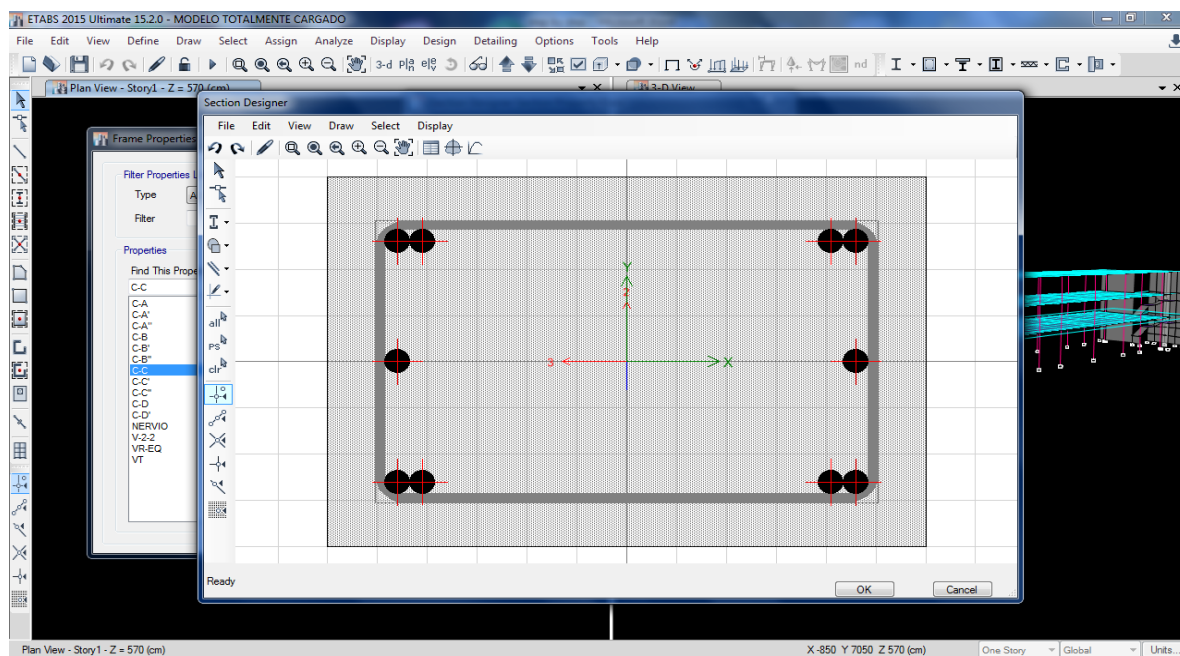 ETABS 2015 Ultimate 15.2.0 - MODELO TOTALMENTE CARGADO
File Edit View Define Draw Select Assign Analyze Display Design Detailing Options Tools Help
3-d
nd
Plan View - Story1 - Z = 570 (cm)
3-D View
Frame Properties
Filter Properties L
Type
A
Filter
Properties
Find This Prope
C-C
C-A
C-A'
C-A"
C-B
C-B'
C-B"
C-C
C-C'
C-C"
C-D
C-D'
NERVIO
V-2-2
VR-EQ
VT
Section Designer
File Edit View Draw Select Display
all
PS
clr
Y
2
3
X
Ready
OK
Cancel
Plan View - Story1 - Z = 570 (cm)
X -850 Y 7050 Z 570 (cm)
One Story
Global
Units...